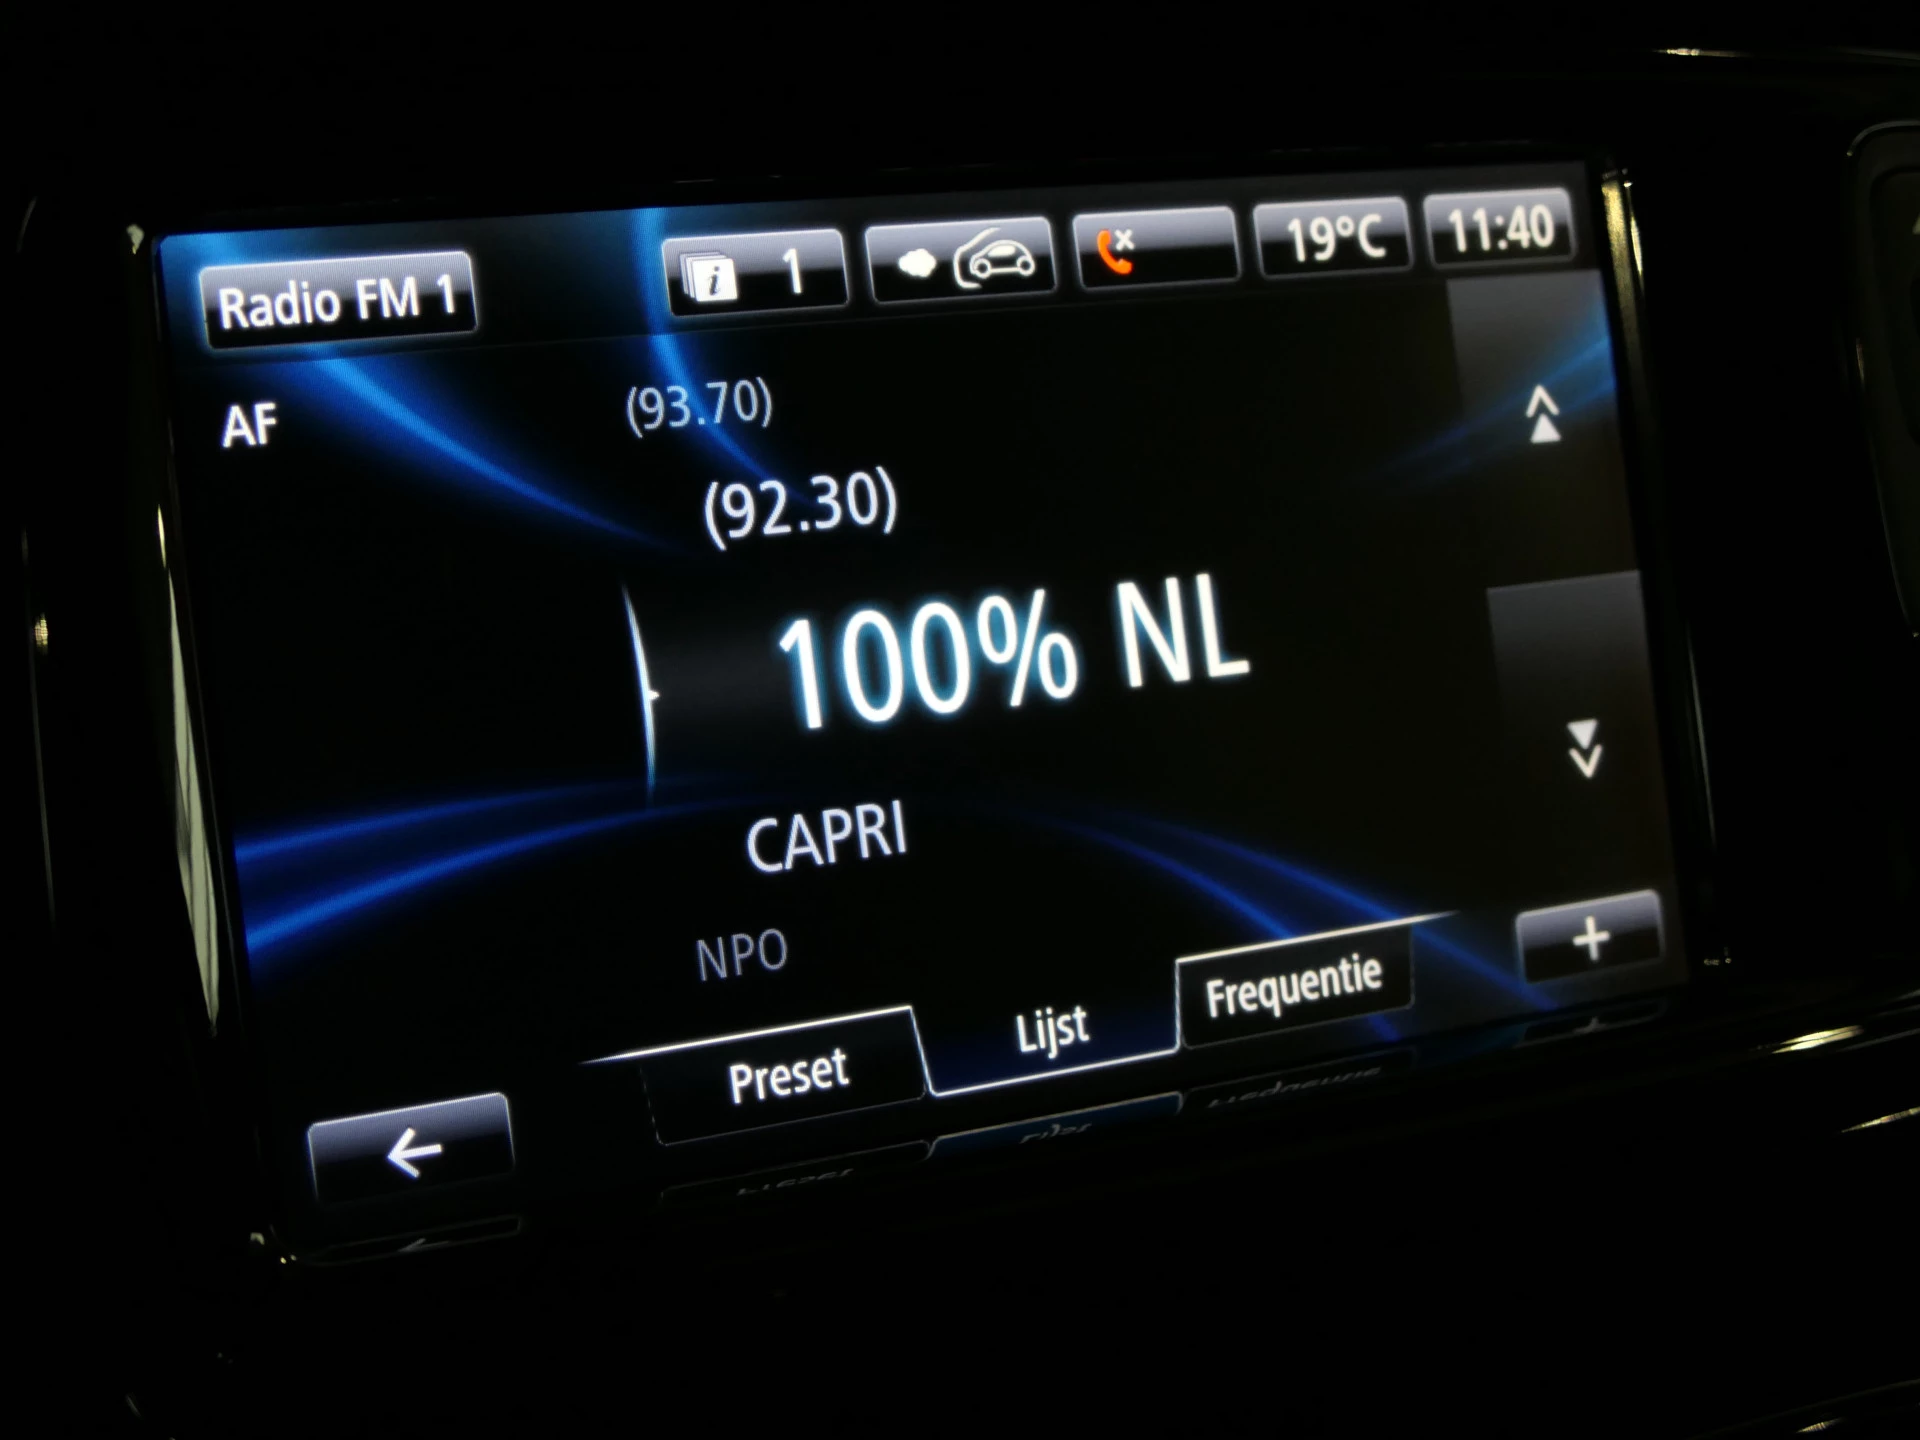 Radio FM 1
i 1
19°C
11:40
AF
(93.70)
(92.30)
100% NL
CAPRI
NPO
Preset
Lijst
Frequentie